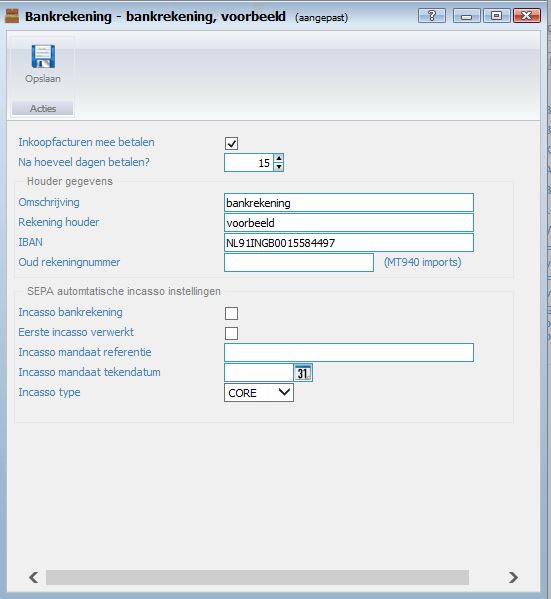 Bankrekening - bankrekening, voorbeeld (aangepast)
?
Opslaan
Acties
Inkoopfacturen mee betalen
Na hoeveel dagen betalen? 15
Houder gegevens
Omschrijving bankrekening
Rekening houder voorbeeld
IBAN NL91INGB0015584497
Oud rekeningnummer (MT940 imports)
SEPA automtatische incasso instellingen
Incasso bankrekening
Eerste incasso verwerkt
Incasso mandaat referentie
Incasso mandaat tekendatum 31
Incasso type CORE